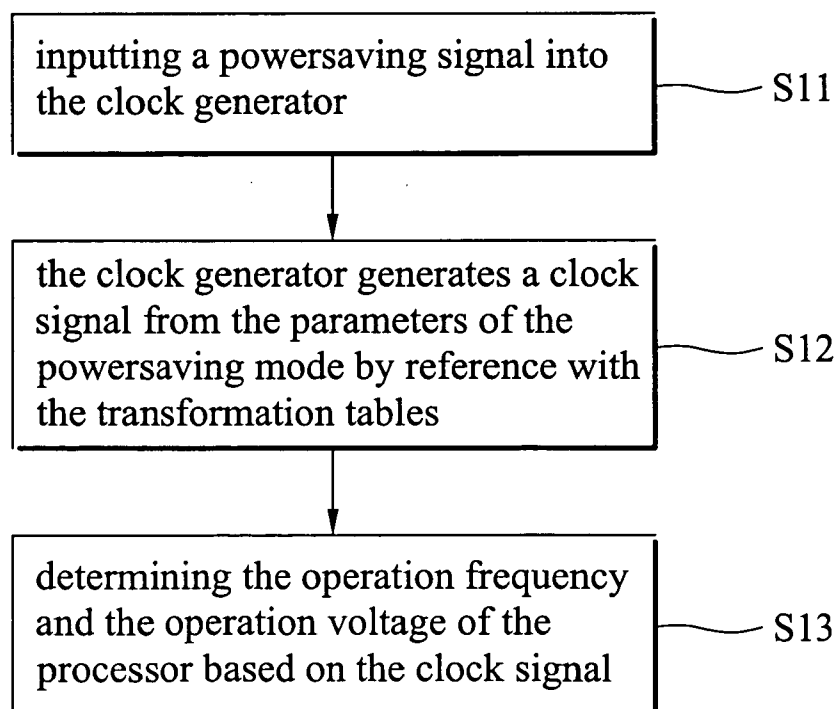 inputting a powersaving signal into
the clock generator
S11
the clock generator generates a clock
signal from the parameters of the
powersaving mode by reference with
the transformation tables
S12
determining the operation frequency
and the operation voltage of the
processor based on the clock signal
S13